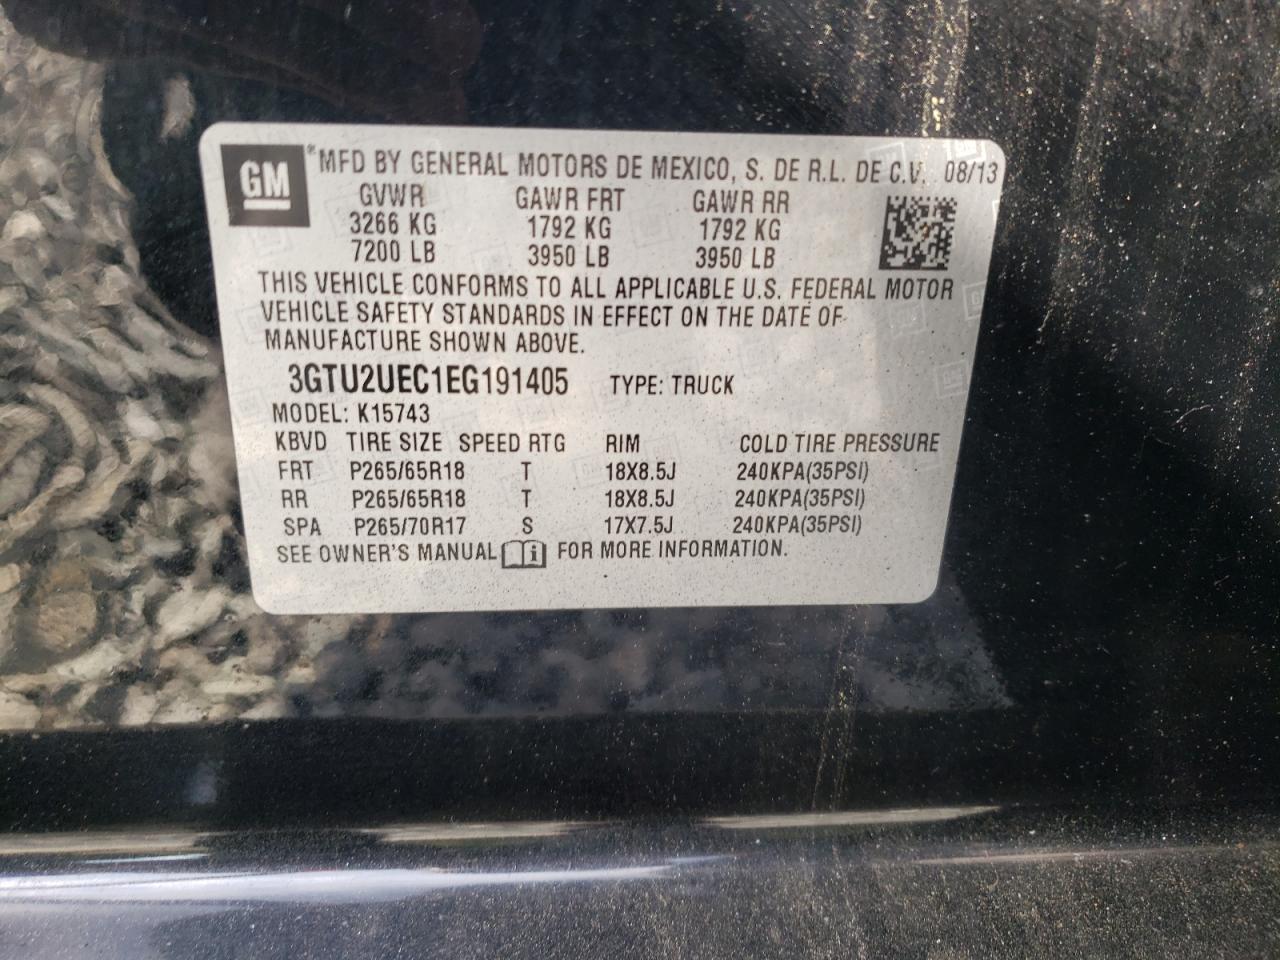 GM *MFD BY GENERAL MOTORS DE MEXICO, S. DE R.L. DE C.V. 08/13
GVWR GAWR FRT GAWR RR
3266 KG 1792 KG 1792 KG
7200 LB 3950 LB 3950 LB
THIS VEHICLE CONFORMS TO ALL APPLICABLE U.S. FEDERAL MOTOR
VEHICLE SAFETY STANDARDS IN EFFECT ON THE DATE OF
MANUFACTURE SHOWN ABOVE.
3GTU2UEC1EG191405 TYPE: TRUCK
MODEL: K15743
KBVD TIRE SIZE SPEED RTG RIM COLD TIRE PRESSURE
FRT P265/65R18 T 18X8.5J 240KPA(35PSI)
RR P265/65R18 T 18X8.5J 240KPA(35PSI)
SPA P265/70R17 S 17X7.5J 240KPA(35PSI)
SEE OWNER'S MANUAL FOR MORE INFORMATION.